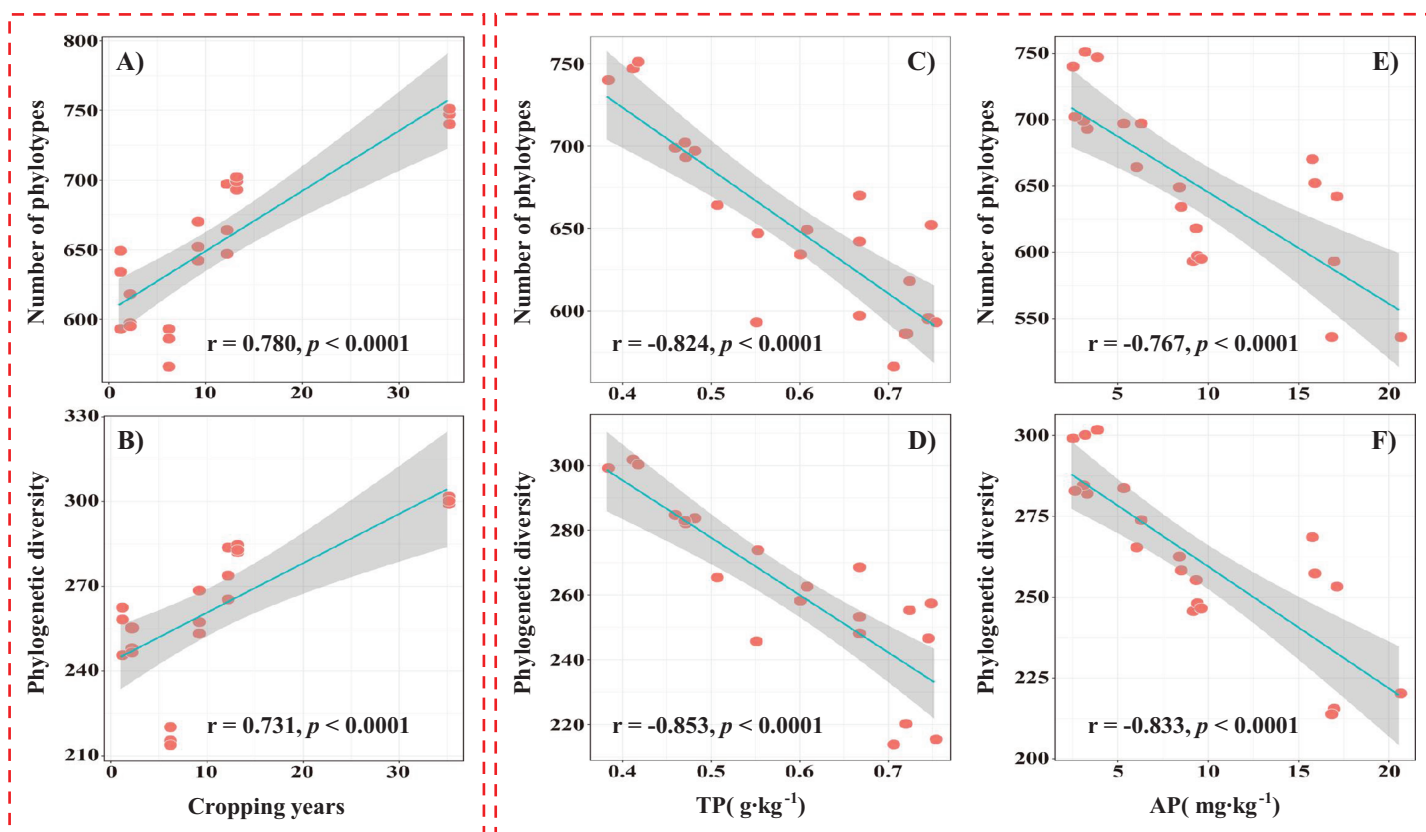 A)
Number of phylotypes
800
750
700
650
600
0
10
20
30
r = 0.780, p < 0.0001
B)
Phylogenetic diversity
330
300
270
240
210
0
10
20
30
r = 0.731, p < 0.0001
Cropping years
C)
Number of phylotypes
750
700
650
600
0.4
0.5
0.6
0.7
r = -0.824, p < 0.0001
D)
Phylogenetic diversity
300
280
260
240
220
0.4
0.5
0.6
0.7
r = -0.853, p < 0.0001
TP( g·kg⁻¹)
E)
Number of phylotypes
750
700
650
600
550
5
10
15
20
r = -0.767, p < 0.0001
F)
Phylogenetic diversity
300
275
250
225
200
5
10
15
20
r = -0.833, p < 0.0001
AP( mg·kg⁻¹)